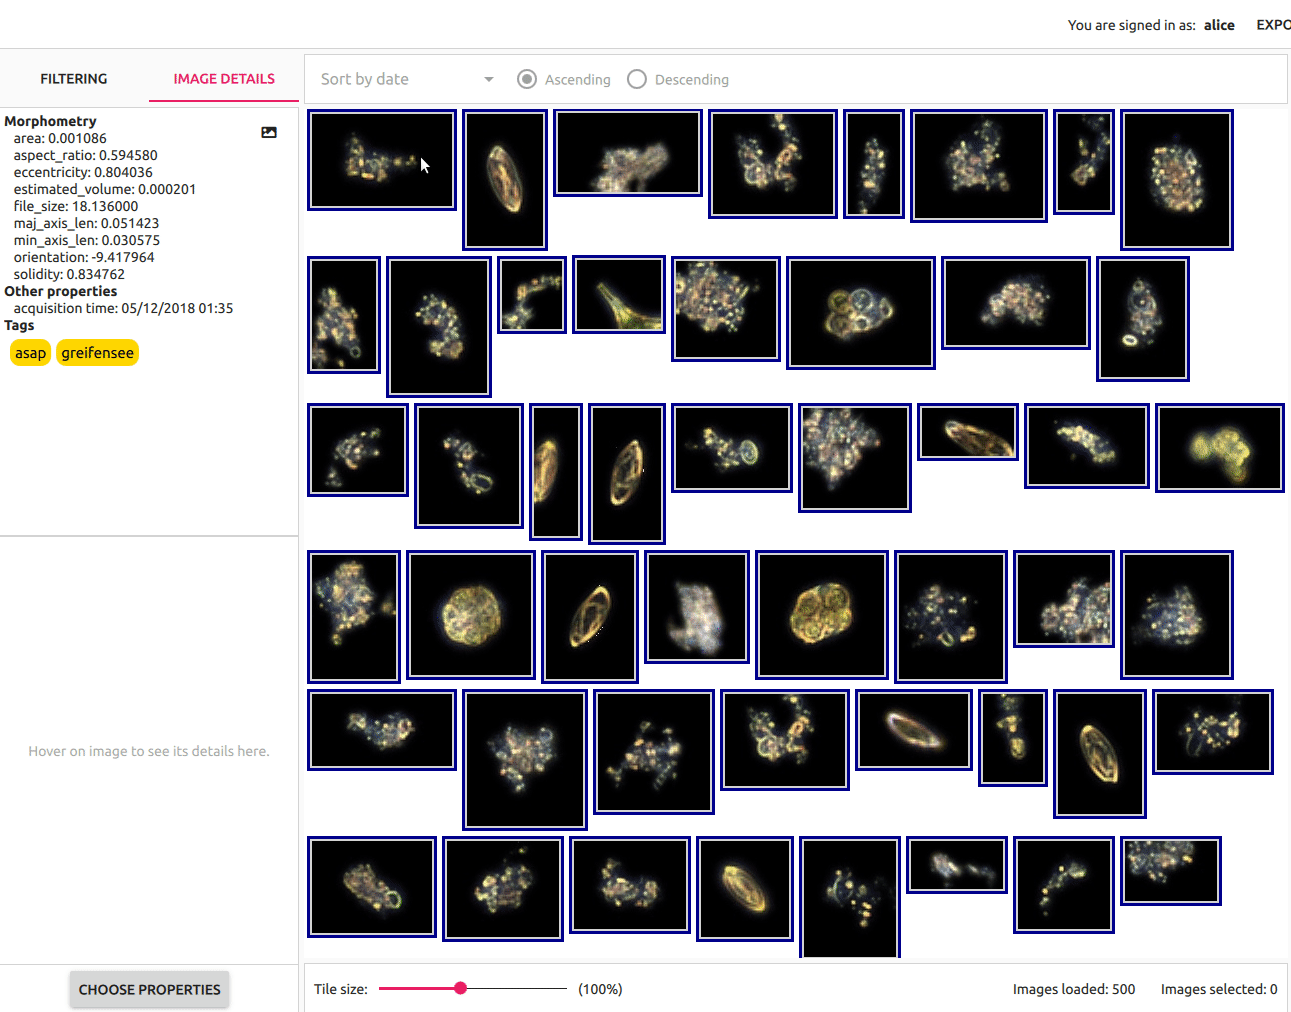 You are signed in as: alice EXPO
FILTERING IMAGE DETAILS
Sort by date Ascending Descending
Morphometry
area: 0.001086
aspect_ratio: 0.594580
eccentricity: 0.804036
estimated_volume: 0.000201
file_size: 18.136000
maj_axis_len: 0.051423
min_axis_len: 0.030575
orientation: -9.417964
solidity: 0.834762
Other properties
acquisition time: 05/12/2018 01:35
Tags
asap greifensee
Hover on image to see its details here.
CHOOSE PROPERTIES
Tile size: (100%) Images loaded: 500 Images selected: 0